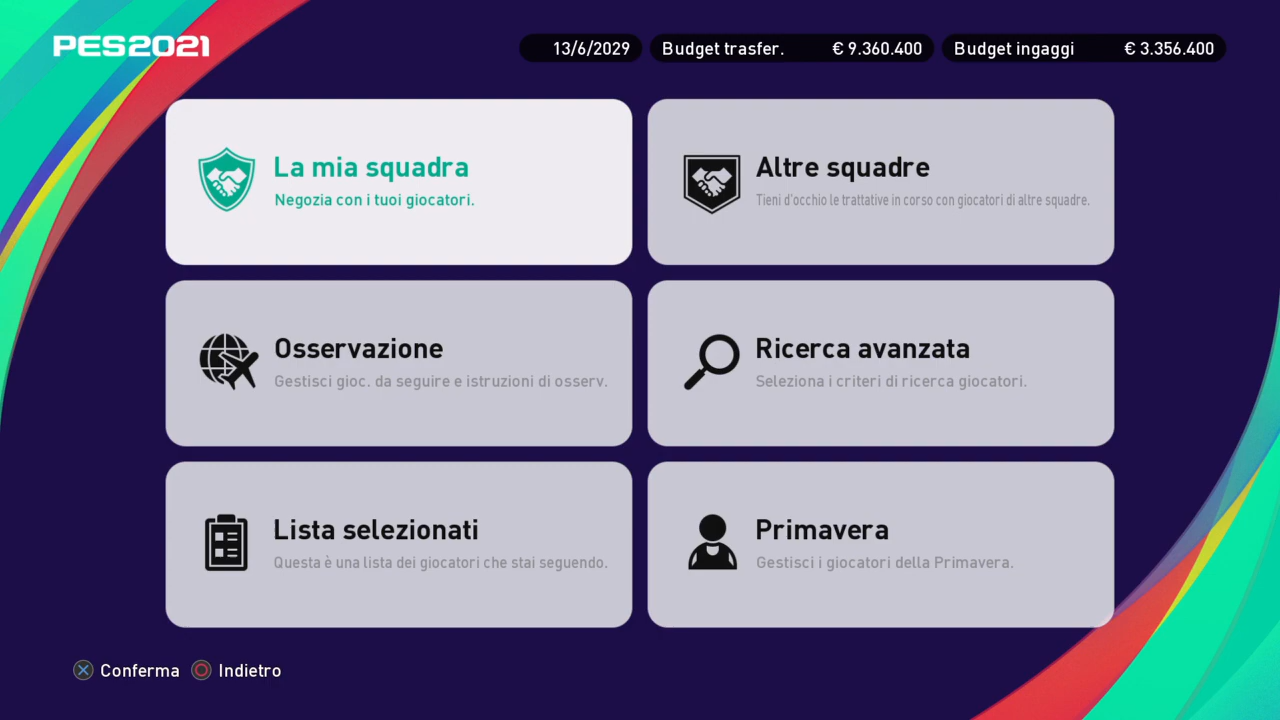 PES2021
13/6/2029
Budget trasfer. € 9.360.400
Budget ingaggi € 3.356.400
La mia squadra
Negozia con i tuoi giocatori.
Altre squadre
Tieni d'occhio le trattative in corso con giocatori di altre squadre.
Osservazione
Gestisci gioc. da seguire e istruzioni di osserv.
Ricerca avanzata
Seleziona i criteri di ricerca giocatori.
Lista selezionati
Questa è una lista dei giocatori che stai seguendo.
Primavera
Gestisci i giocatori della Primavera.
Conferma
Indietro